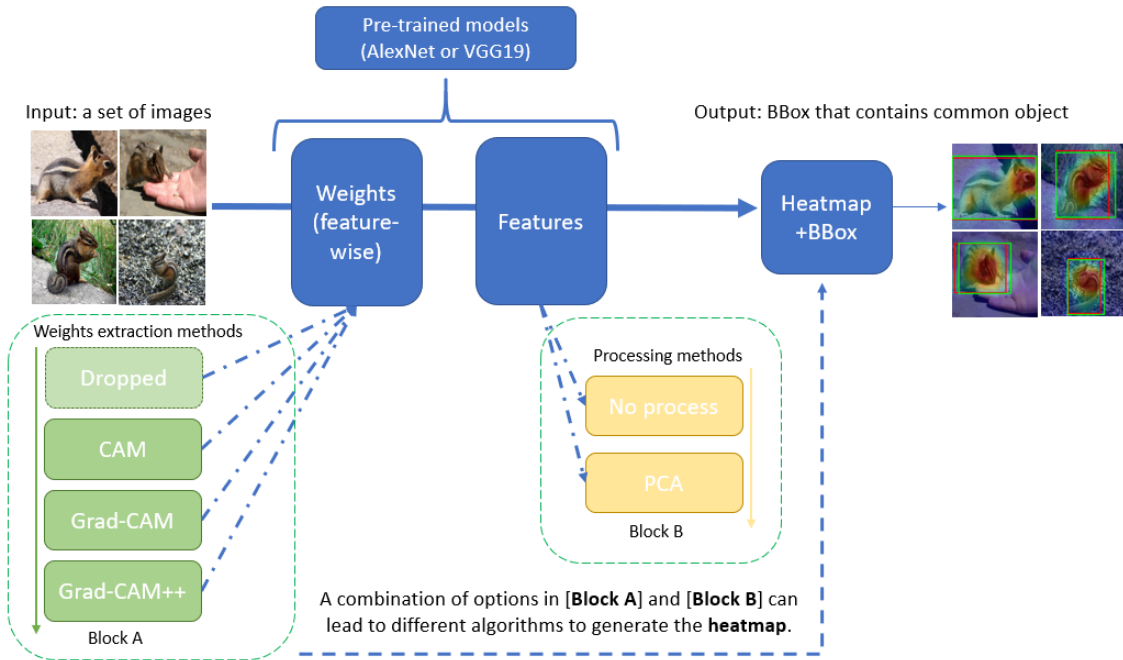 Pre-trained models
(AlexNet or VGG19)
Input: a set of images
Output: BBox that contains common object
Weights
(feature-
wise)
Features
Heatmap
+BBox
Weights extraction methods
Dropped
CAM
Grad-CAM
Grad-CAM++
Block A
Processing methods
No process
PCA
Block B
A combination of options in [Block A] and [Block B] can
lead to different algorithms to generate the heatmap.